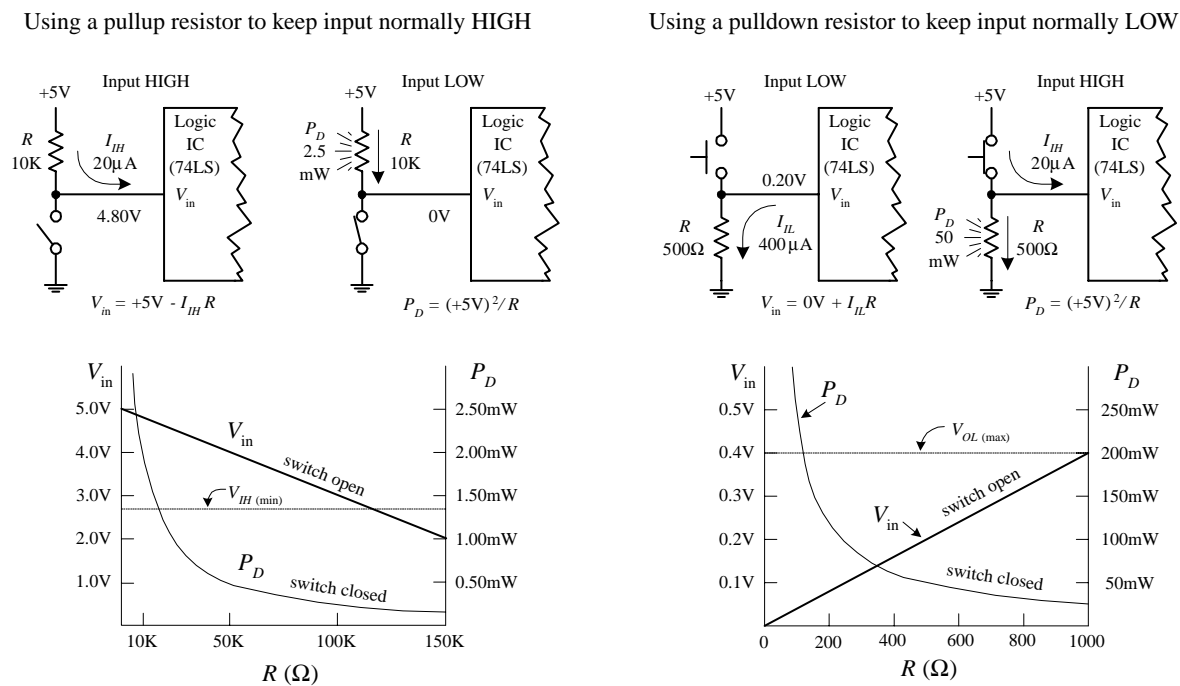 Using a pullup resistor to keep input normally HIGH
Using a pulldown resistor to keep input normally LOW
Input HIGH
+5V
R
10K
I_IH
20μA
Logic
IC
(74LS)
V_in
4.80V
V_in = +5V - I_IH R
Input LOW
+5V
P_D
2.5
mW
R
10K
Logic
IC
(74LS)
V_in
0V
P_D = (+5V)²/R
Input LOW
+5V
Logic
IC
(74LS)
V_in
0.20V
R
500Ω
I_IL
400μA
V_in = 0V + I_IL R
Input HIGH
+5V
I_IH
20μA
Logic
IC
(74LS)
V_in
P_D
50
mW
R
500Ω
P_D = (+5V)²/R
V_in
5.0V
4.0V
3.0V
2.0V
1.0V
P_D
2.50mW
2.00mW
1.50mW
1.00mW
0.50mW
V_in
switch open
V_IH (min)
P_D
switch closed
10K
50K
100K
150K
R (Ω)
V_in
0.5V
0.4V
0.3V
0.2V
0.1V
P_D
250mW
200mW
150mW
100mW
50mW
P_D
V_OL (max)
switch open
V_in
switch closed
0
200
400
600
800
1000
R (Ω)